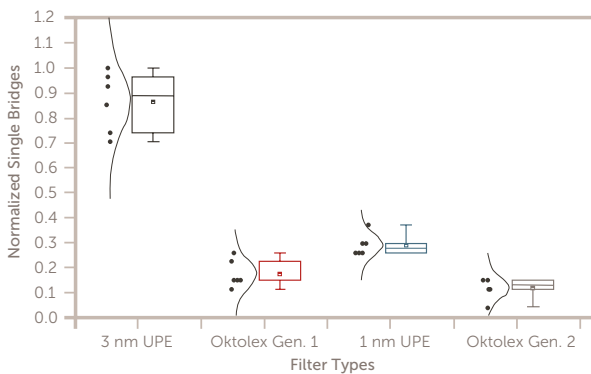 Normalized Single Bridges
1.2
1.1
1.0
0.9
0.8
0.7
0.6
0.5
0.4
0.3
0.2
0.1
0.0
3 nm UPE
Oktolex Gen. 1
1 nm UPE
Oktolex Gen. 2
Filter Types